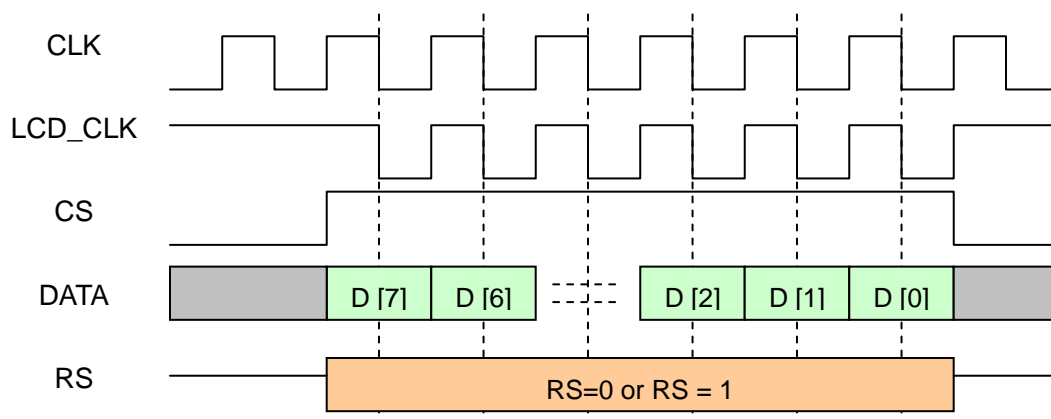 CLK
LCD_CLK
CS
DATA D [7] D [6] D [2] D [1] D [0]
RS RS=0 or RS = 1